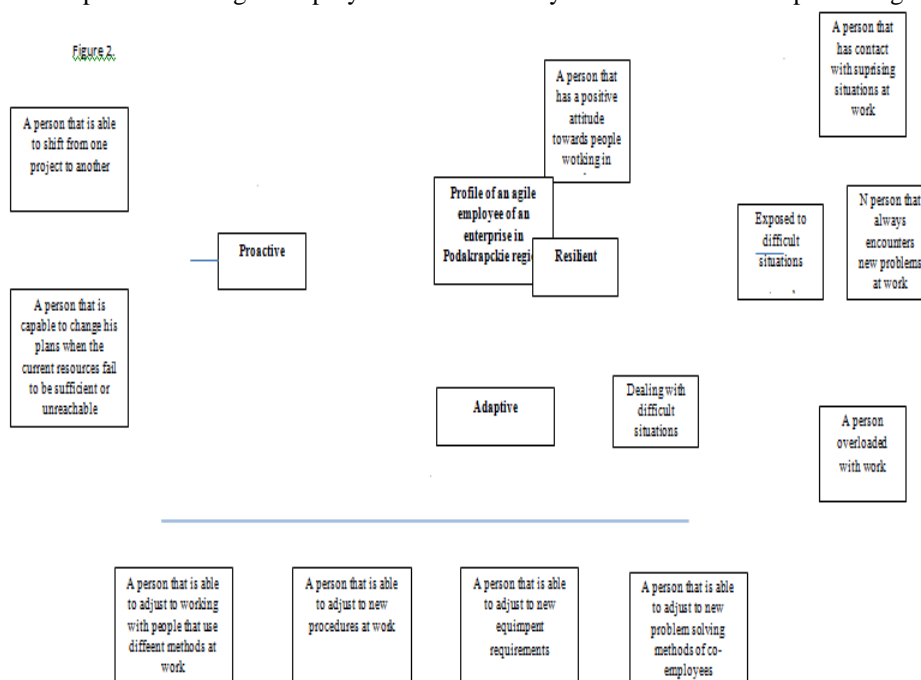 Figure 2.
A person that
has contact
with suprising
situations at
work
A person that
has a positive
attitude
towards people
wotking in
A person that is able
to shift from one
project to another
Profile of an agile
employee of an
enterprise in
Podakrapckie regi
Proactive
Resilient
Exposed to
difficult
situations
N person that
always
encounters
new problems
at work
A person that is
capable to change his
plans when the
current resources fail
to be sufficient or
unreachable
Adaptive
Dealing with
difficult
situations
A person
overloaded
with work
A person that is able
to adjust to working
with people that use
diffeent methods at
work
A person that is able
to adjust to new
procedures at work
A person that is able
to adjust to new
equimpent
requirements
A person that is able
to adjust to new
problem solving
methods of co-
employees